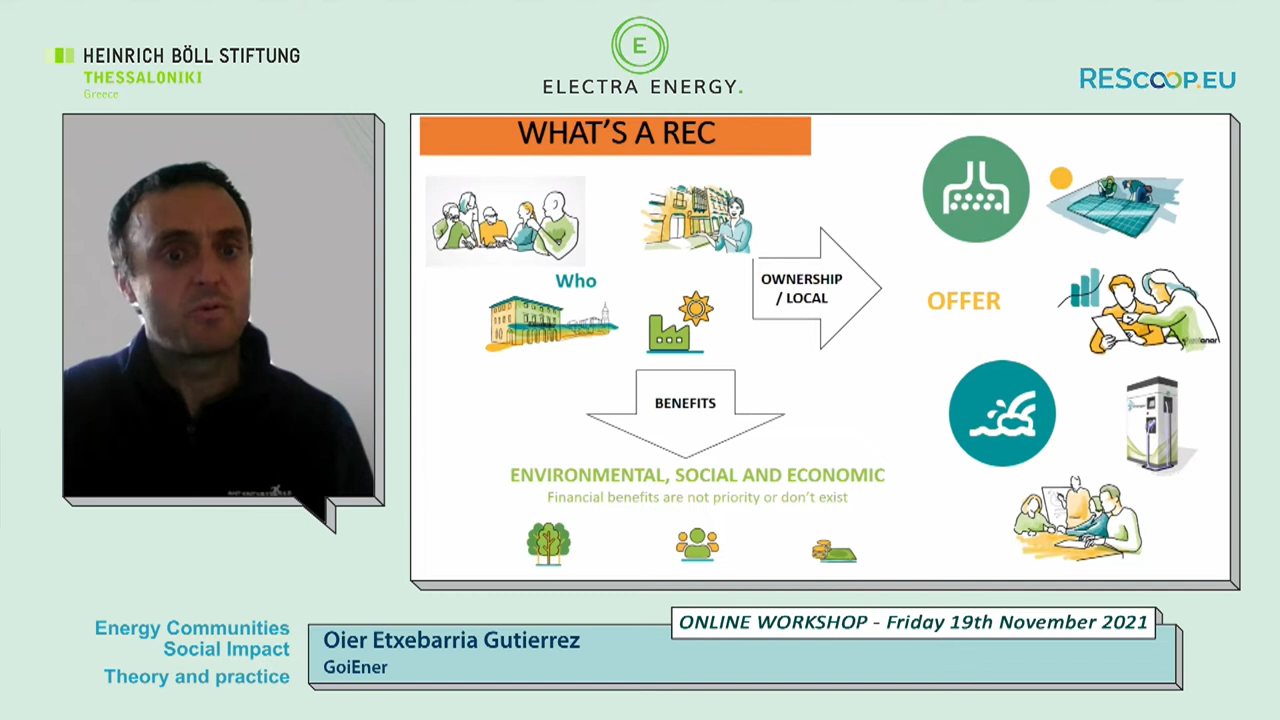 HEINRICH BÖLL STIFTUNG
THESSALONIKI
Greece
E
ELECTRA ENERGY.
REScoop.EU
WHAT'S A REC
Who
OWNERSHIP
/ LOCAL
OFFER
BENEFITS
ENVIRONMENTAL, SOCIAL AND ECONOMIC
Financial benefits are not priority or don't exist
ONLINE WORKSHOP - Friday 19th November 2021
Energy Communities
Social Impact
Theory and practice
Oier Etxebarria Gutierrez
GoiEner